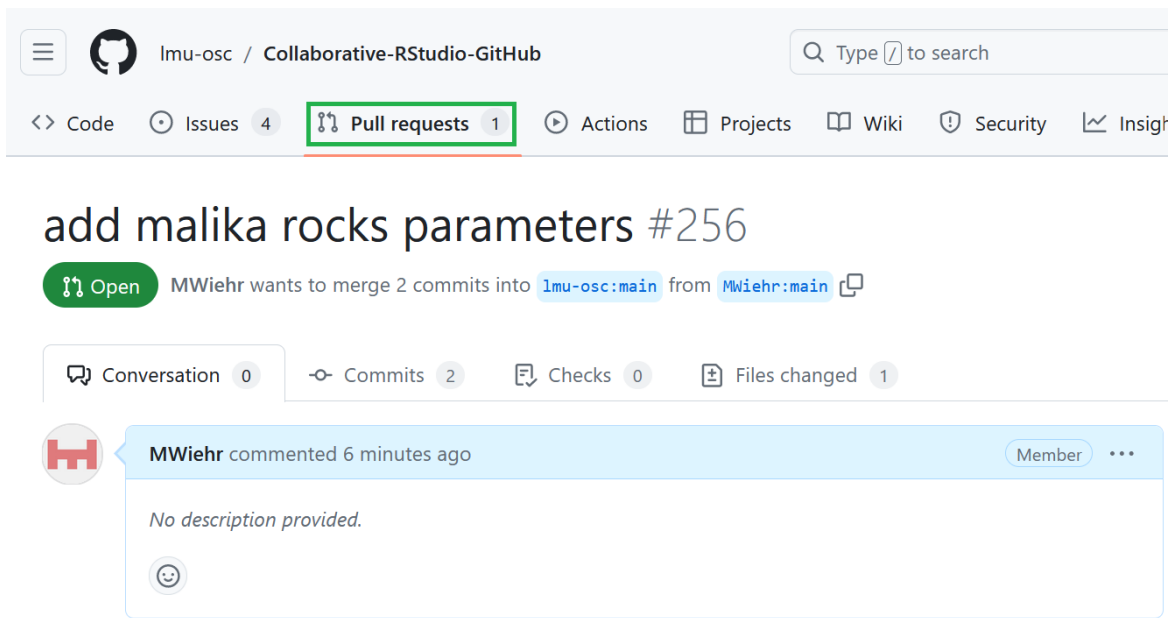 lmu-osc / Collaborative-RStudio-GitHub Type / to search
Code Issues 4 Pull requests 1 Actions Projects Wiki Security Insigh
add malika rocks parameters #256
Open MWiehr wants to merge 2 commits into lmu-osc:main from MWiehr:main
Conversation 0 Commits 2 Checks 0 Files changed 1
MWiehr commented 6 minutes ago Member
No description provided.